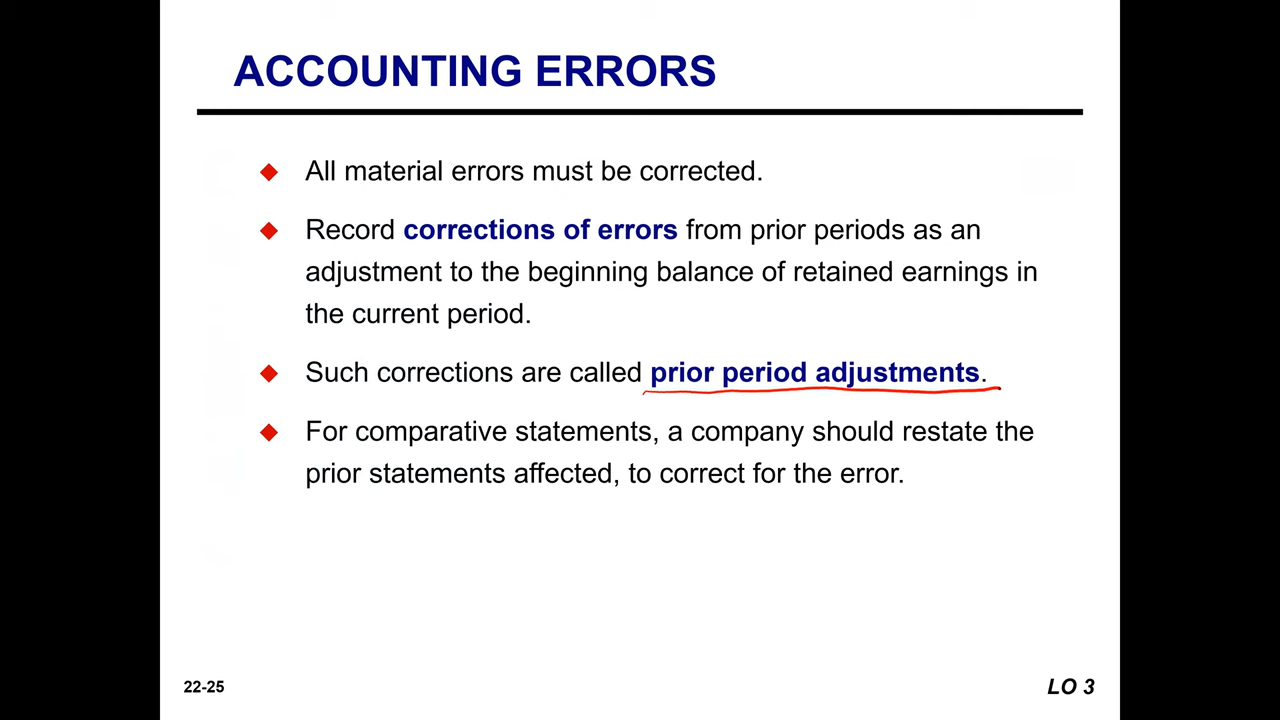 ACCOUNTING ERRORS
All material errors must be corrected.
Record corrections of errors from prior periods as an
adjustment to the beginning balance of retained earnings in
the current period.
Such corrections are called prior period adjustments.
For comparative statements, a company should restate the
prior statements affected, to correct for the error.
22-25
LO 3